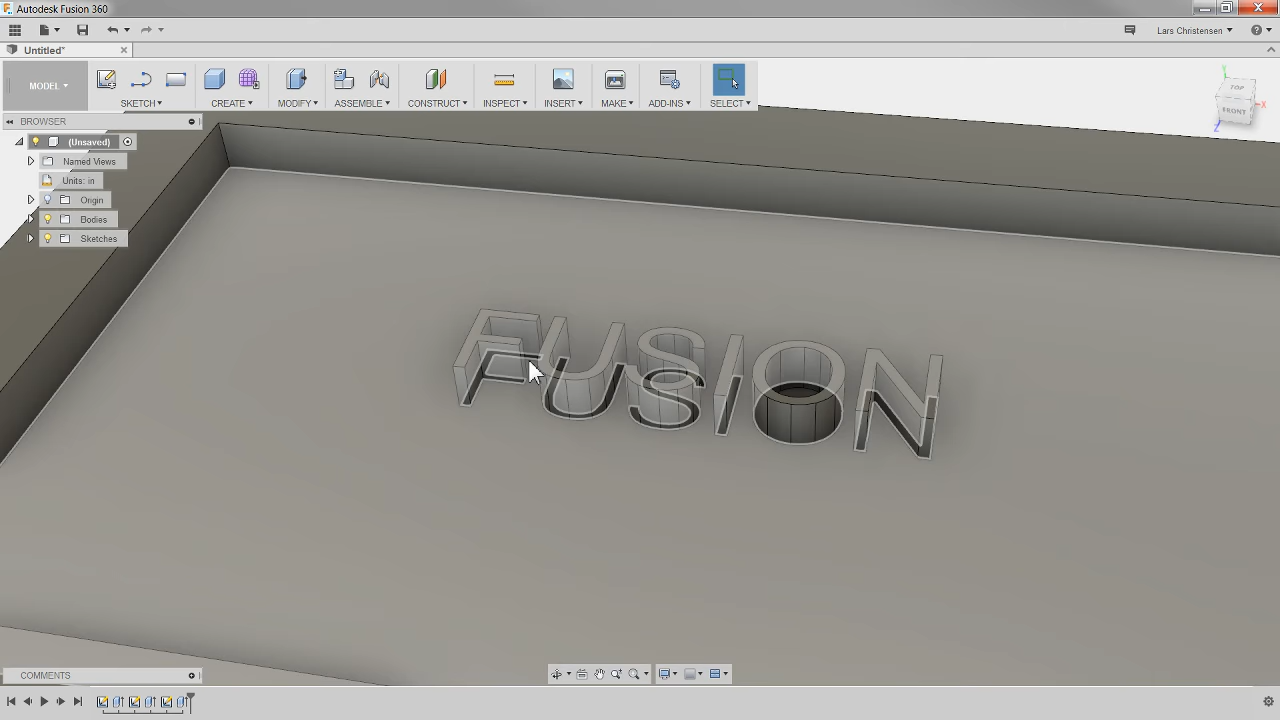 Autodesk Fusion 360
Lars Christensen
Untitled*
MODEL
SKETCH
CREATE
MODIFY
ASSEMBLE
CONSTRUCT
INSPECT
INSERT
MAKE
ADD-INS
SELECT
TOP
FRONT
Y
X
Z
BROWSER
(Unsaved)
Named Views
Units: in
Origin
Bodies
Sketches
FUSION
COMMENTS